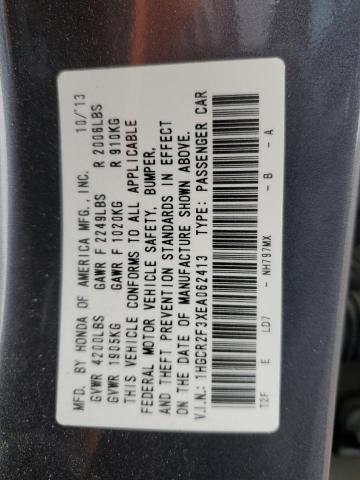 MFD. BY HONDA OF AMERICA MFG., INC. 10/13
GVWR 4200LBS GAWR F 2249LBS R 2006LBS
GVWR 1905KG GAWR F 1020KG R 910KG
THIS VEHICLE CONFORMS TO ALL APPLICABLE
FEDERAL MOTOR VEHICLE SAFETY, BUMPER,
AND THEFT PREVENTION STANDARDS IN EFFECT
ON THE DATE OF MANUFACTURE SHOWN ABOVE.
V.I.N.: 1HGCR2F3XEA062413 TYPE: PASSENGER CAR
T2F E LD7 - NH797MX - B - A